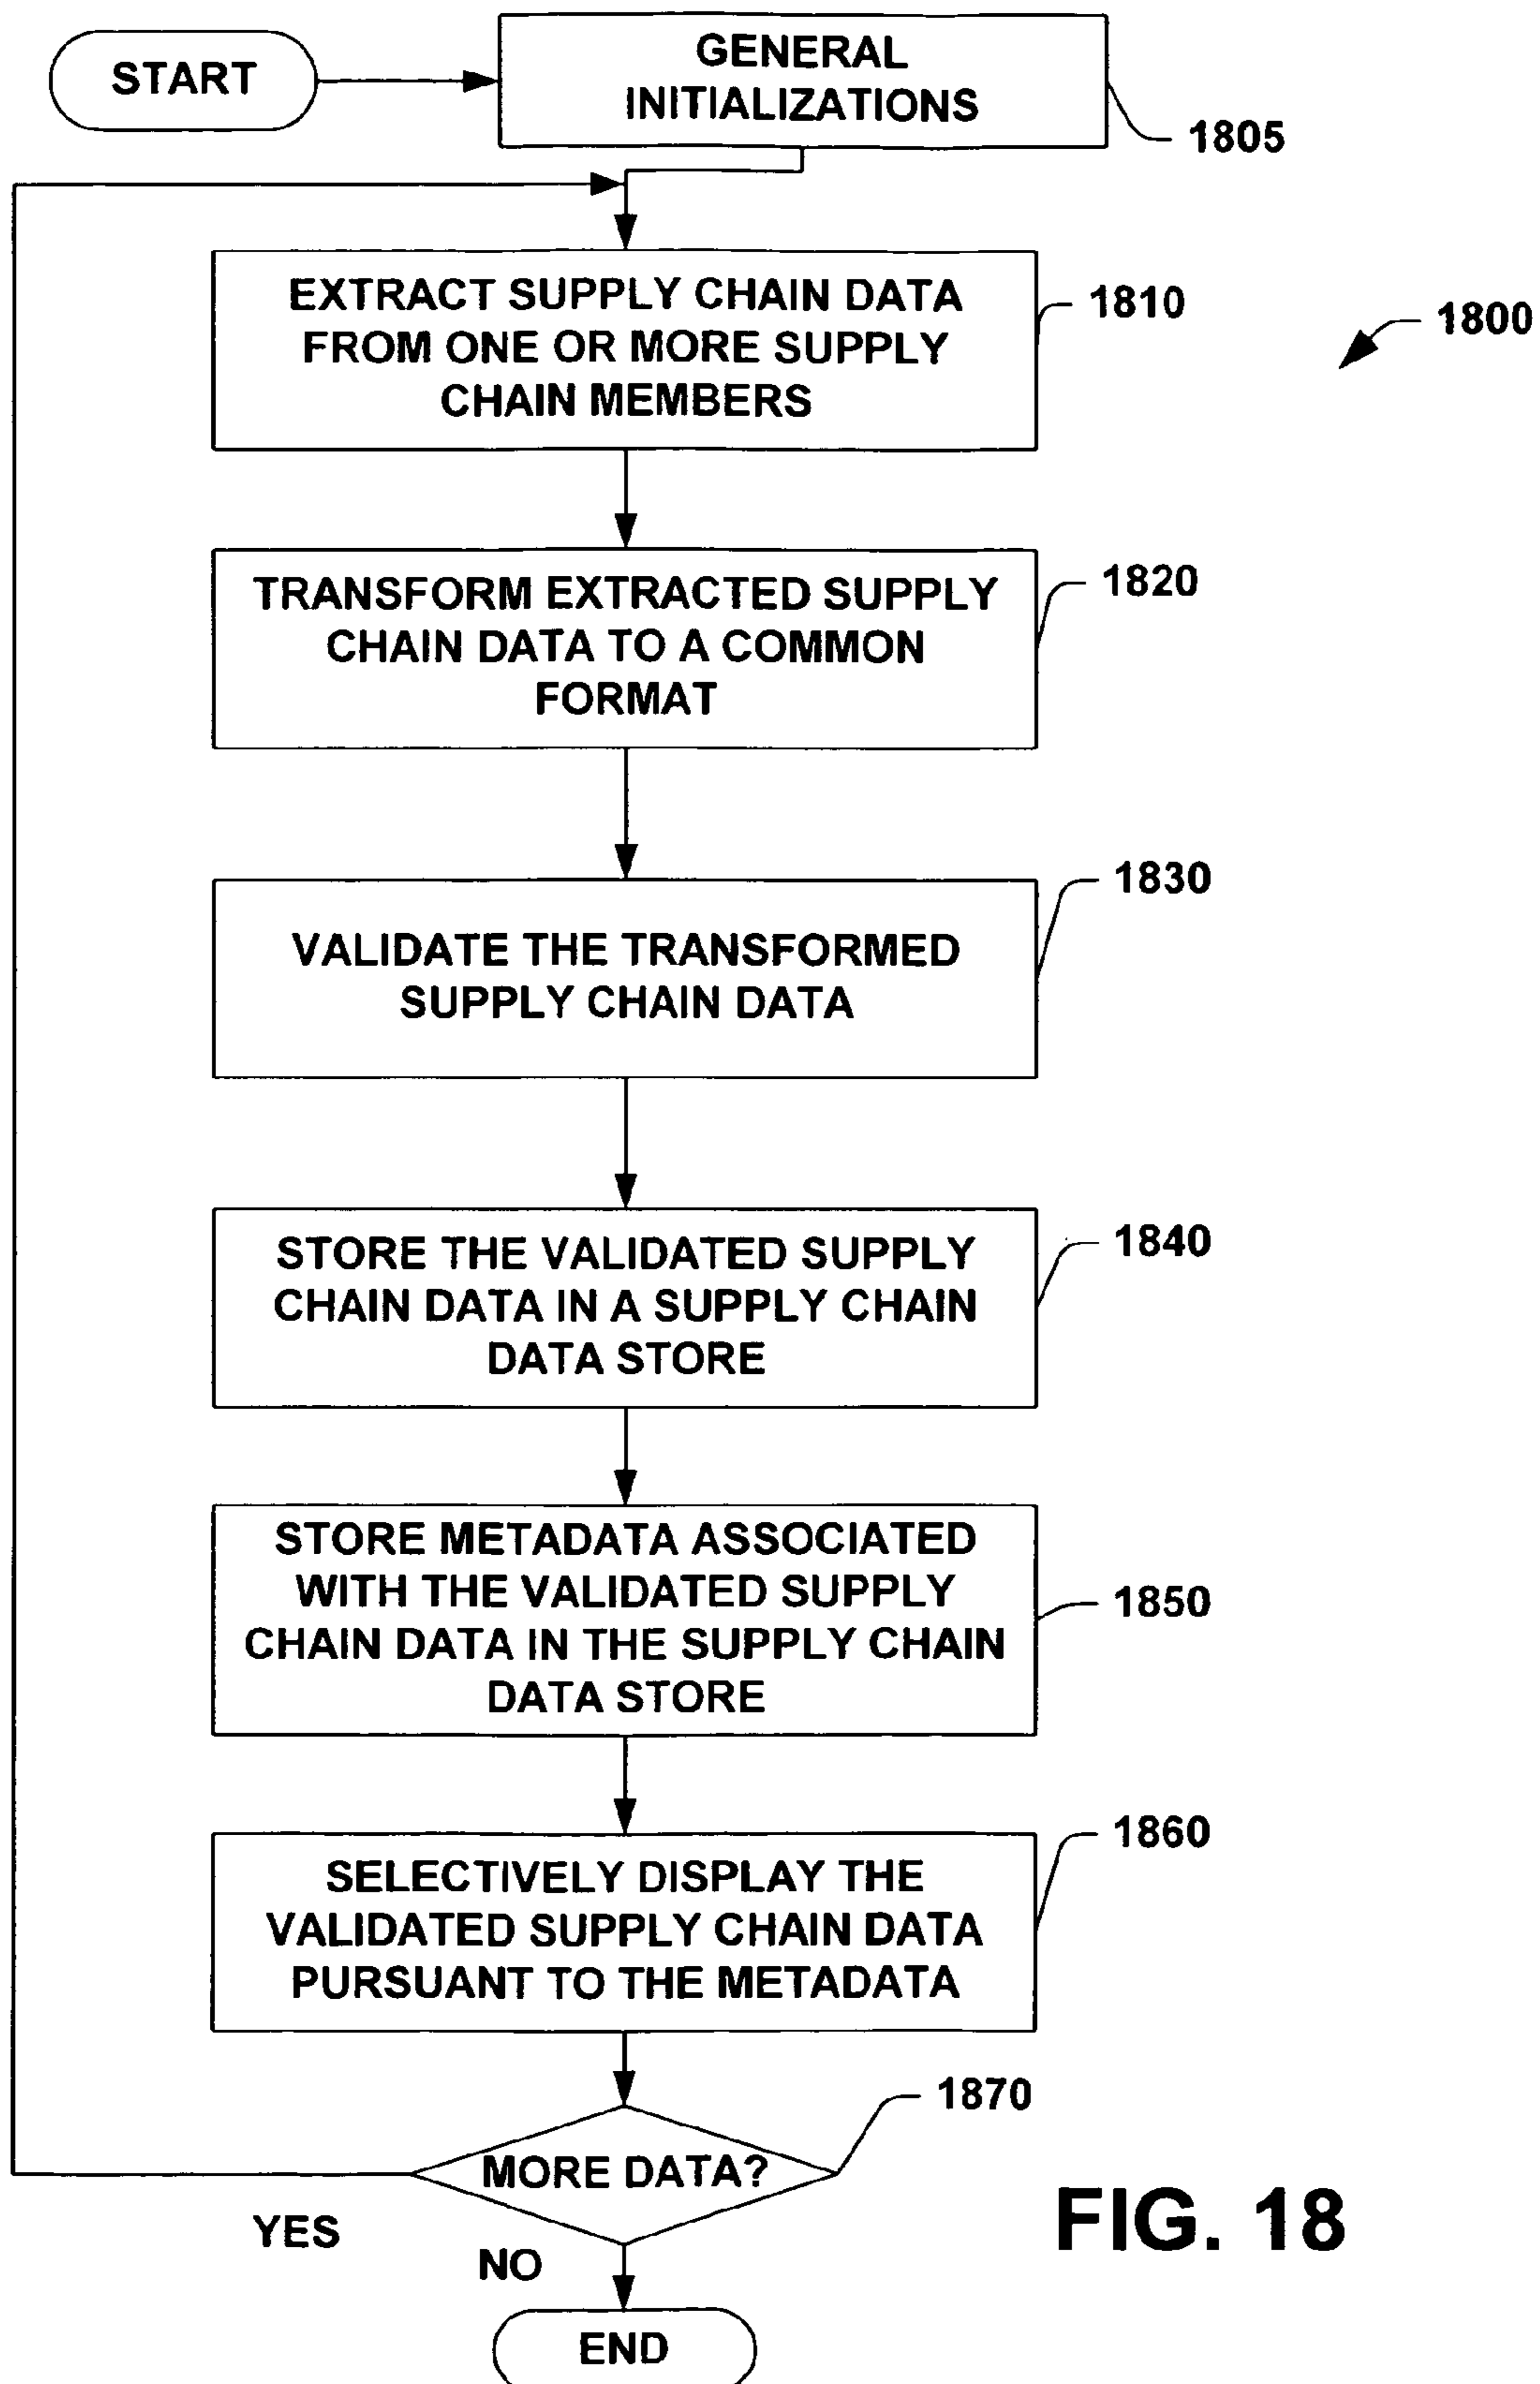 START
GENERAL
INITIALIZATIONS
1805
EXTRACT SUPPLY CHAIN DATA
FROM ONE OR MORE SUPPLY
CHAIN MEMBERS
1810
1800
TRANSFORM EXTRACTED SUPPLY
CHAIN DATA TO A COMMON
FORMAT
1820
VALIDATE THE TRANSFORMED
SUPPLY CHAIN DATA
1830
STORE THE VALIDATED SUPPLY
CHAIN DATA IN A SUPPLY CHAIN
DATA STORE
1840
STORE METADATA ASSOCIATED
WITH THE VALIDATED SUPPLY
CHAIN DATA IN THE SUPPLY CHAIN
DATA STORE
1850
SELECTIVELY DISPLAY THE
VALIDATED SUPPLY CHAIN DATA
PURSUANT TO THE METADATA
1860
MORE DATA?
1870
YES
NO
END
FIG. 18